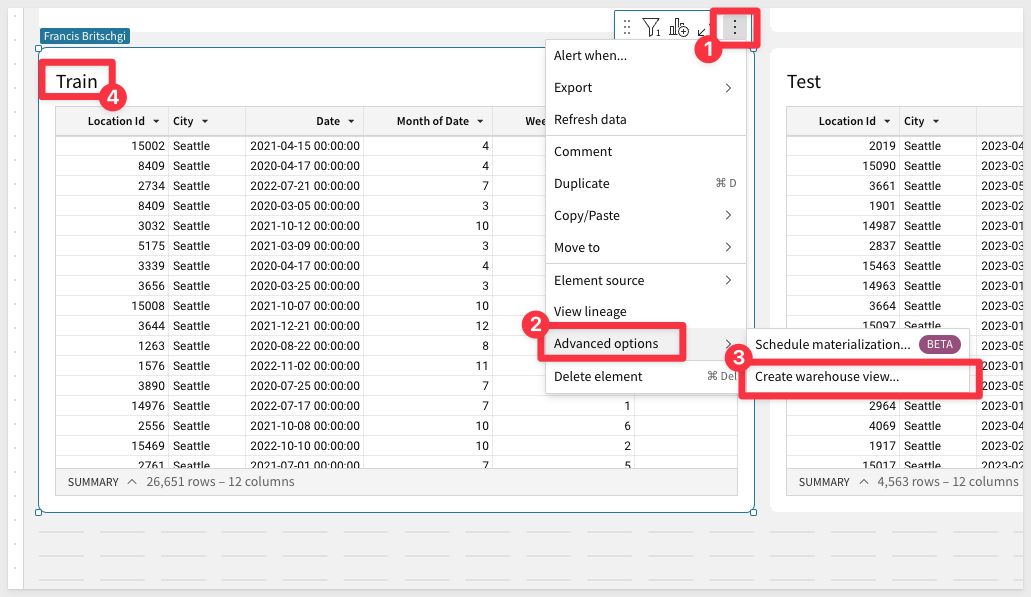 Francis Britschgi
1
1
Train
4
Location Id City Date Month of Date Wee
15002 Seattle 2021-04-15 00:00:00 4
8409 Seattle 2020-04-17 00:00:00 4
2734 Seattle 2022-07-21 00:00:00 7
8409 Seattle 2020-03-05 00:00:00 3
3032 Seattle 2021-10-12 00:00:00 10
5175 Seattle 2021-03-09 00:00:00 3
3339 Seattle 2020-04-17 00:00:00 4
3656 Seattle 2020-03-25 00:00:00 3
15008 Seattle 2021-10-07 00:00:00 10
3644 Seattle 2021-12-21 00:00:00 12
1263 Seattle 2020-08-22 00:00:00 8
1576 Seattle 2022-11-02 00:00:00 11
3890 Seattle 2020-07-25 00:00:00 7
14976 Seattle 2022-07-17 00:00:00 7 1
2556 Seattle 2021-10-08 00:00:00 10 6
15469 Seattle 2022-10-10 00:00:00 10 2
2761 Seattle 2021-07-01 00:00:00 7 5
SUMMARY 26,651 rows – 12 columns
Alert when...
Export
Refresh data
Comment
Duplicate ⌘ D
Copy/Paste
Move to
Element source
View lineage
2
Advanced options
Delete element ⌘ Del
3
Schedule materialization... BETA
Create warehouse view...
Test
Location Id City
2019 Seattle 2023-04
15090 Seattle 2023-03
3661 Seattle 2023-05
1901 Seattle 2023-02
14987 Seattle 2023-01
2837 Seattle 2023-03
15463 Seattle 2023-03
14963 Seattle 2023-01
3664 Seattle 2023-03
15097 Seattle 2023-01
2023-05
2023-03
2023-01
2964 Seattle 2023-01
4069 Seattle 2023-04
1917 Seattle 2023-02
15017 Seattle 2023-02
SUMMARY 4,563 rows – 12 columns